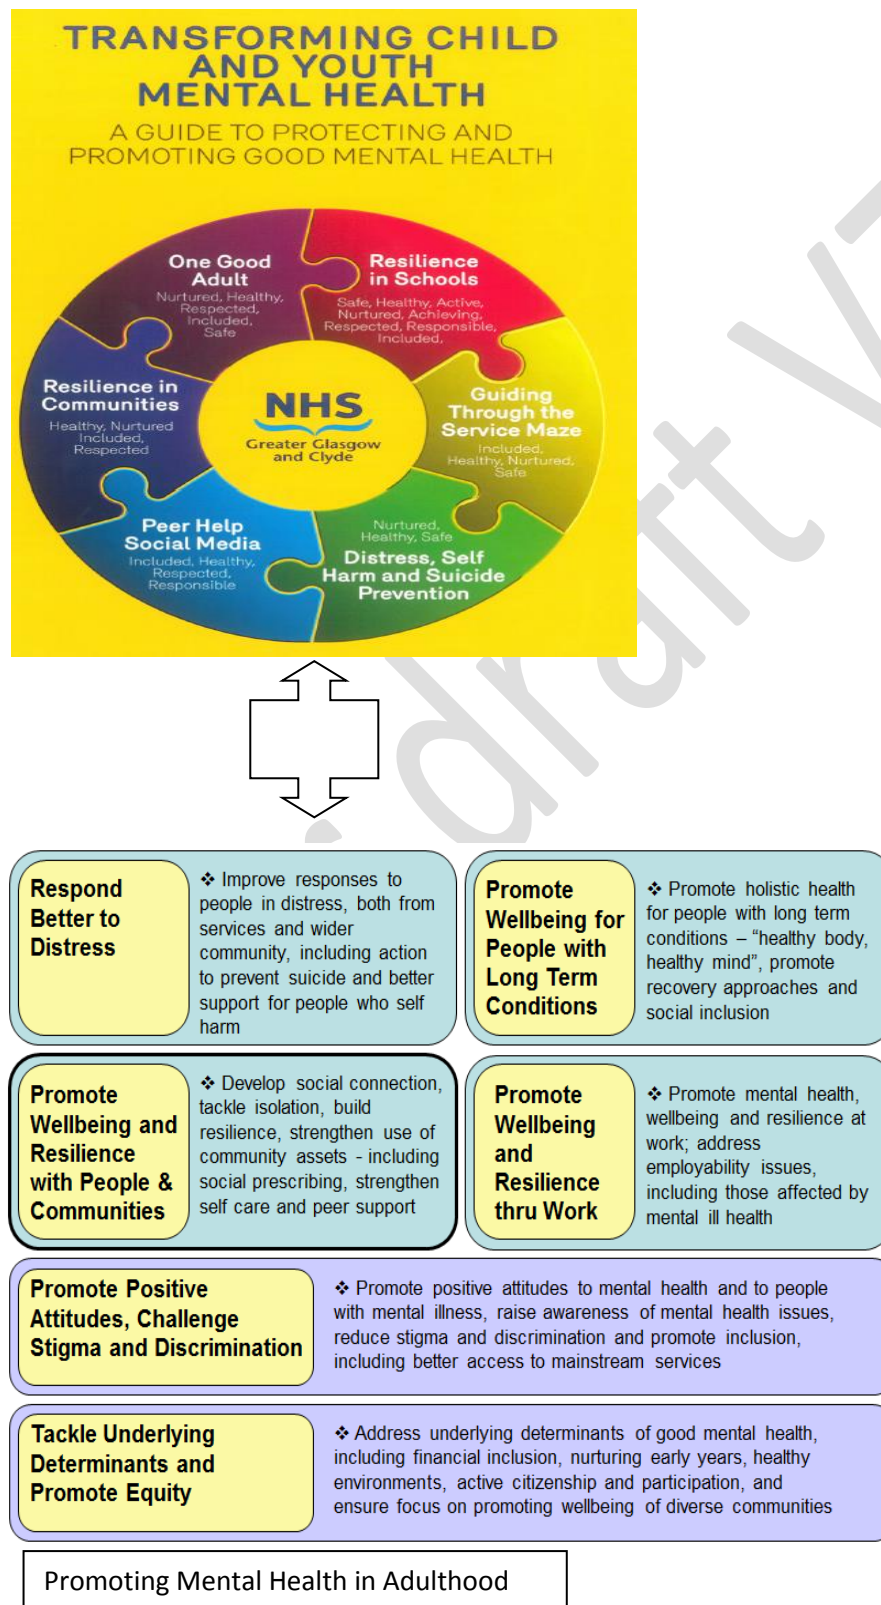 TRANSFORMING CHILD
AND YOUTH
MENTAL HEALTH
A GUIDE TO PROTECTING AND
PROMOTING GOOD MENTAL HEALTH
One Good
Adult
Nurtured, Healthy,
Respected,
Included,
Safe
Resilience
in Schools
Safe, Healthy, Active,
Nurtured, Achieving,
Respected, Responsible,
Included,
Resilience in
Communities
Healthy, Nurtured
Included,
Respected
NHS
Greater Glasgow
and Clyde
Guiding
Through the
Service Maze
Included,
Healthy, Nurtured,
Safe
Peer Help
Social Media
Included, Healthy,
Respected,
Responsible
Nurtured,
Healthy, Safe
Distress, Self
Harm and Suicide
Prevention
draft
Respond
Better to
Distress
❖ Improve responses to
people in distress, both from
services and wider
community, including action
to prevent suicide and better
support for people who self
harm
Promote
Wellbeing for
People with
Long Term
Conditions
❖ Promote holistic health
for people with long term
conditions – “healthy body,
healthy mind”, promote
recovery approaches and
social inclusion
Promote
Wellbeing and
Resilience
with People &
Communities
❖ Develop social connection,
tackle isolation, build
resilience, strengthen use of
community assets - including
social prescribing, strengthen
self care and peer support
Promote
Wellbeing
and
Resilience
thru Work
❖ Promote mental health,
wellbeing and resilience at
work; address
employability issues,
including those affected by
mental ill health
Promote Positive
Attitudes, Challenge
Stigma and Discrimination
❖ Promote positive attitudes to mental health and to people
with mental illness, raise awareness of mental health issues,
reduce stigma and discrimination and promote inclusion,
including better access to mainstream services
Tackle Underlying
Determinants and
Promote Equity
❖ Address underlying determinants of good mental health,
including financial inclusion, nurturing early years, healthy
environments, active citizenship and participation, and
ensure focus on promoting wellbeing of diverse communities
Promoting Mental Health in Adulthood